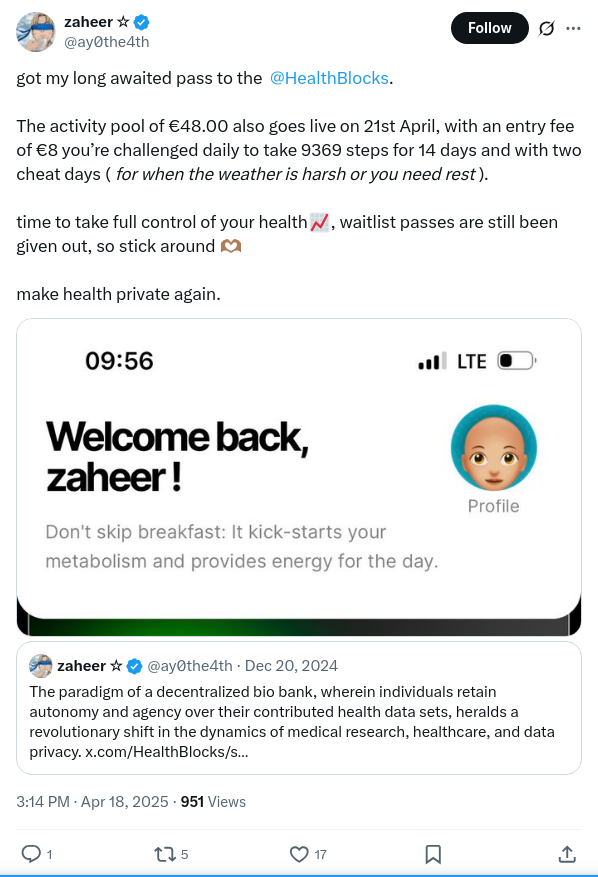 zaheer ☆
@ay0the4th
Follow
got my long awaited pass to the @HealthBlocks.
The activity pool of €48.00 also goes live on 21st April, with an entry fee
of €8 you’re challenged daily to take 9369 steps for 14 days and with two
cheat days ( for when the weather is harsh or you need rest ).
time to take full control of your health📈, waitlist passes are still been
given out, so stick around 🫶🏽
make health private again.
09:56
LTE
Welcome back,
zaheer !
Profile
Don't skip breakfast: It kick-starts your
metabolism and provides energy for the day.
zaheer ☆ @ay0the4th · Dec 20, 2024
The paradigm of a decentralized bio bank, wherein individuals retain
autonomy and agency over their contributed health data sets, heralds a
revolutionary shift in the dynamics of medical research, healthcare, and data
privacy. x.com/HealthBlocks/s…
3:14 PM · Apr 18, 2025 · 951 Views
1
5
17